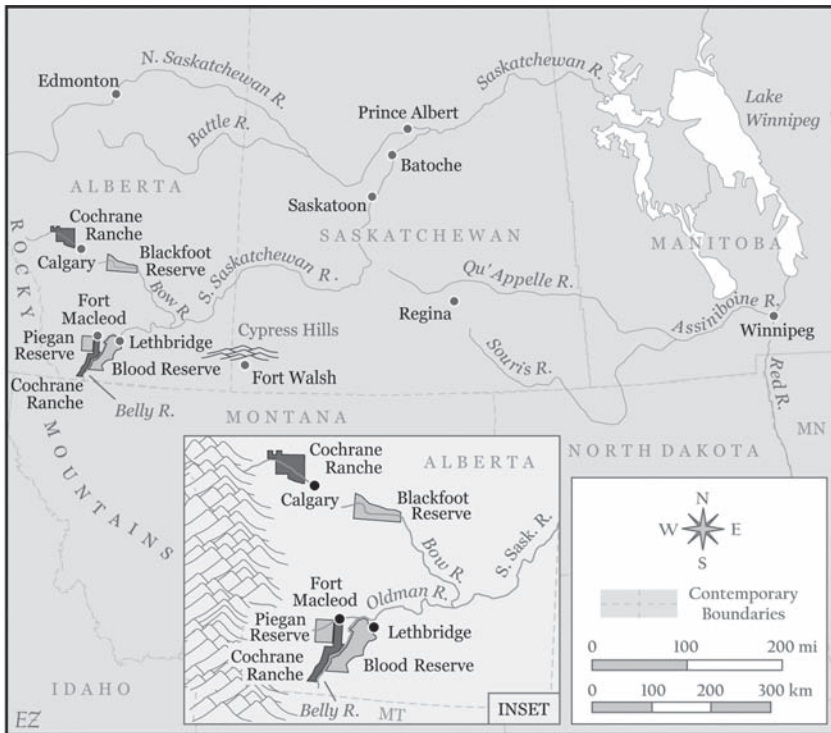 N. Saskatchewan R.
Edmonton
Saskatchewan R.
Lake
Winnipeg
Prince Albert
Battle R.
Batoche
ALBERTA
Saskatoon
Cochrane
Ranche
SASKATCHEWAN
MANITOBA
Calgary
Blackfoot
Reserve
S. Saskatchewan R.
Qu'Appelle R.
Bow R.
Fort
Macleod
Regina
Assiniboine R.
Winnipeg
Piegan
Reserve
Lethbridge
Cypress Hills
Blood Reserve
Fort Walsh
Souris R.
Cochrane
Ranche
Belly R.
Red R.
MONTANA
NORTH DAKOTA
MN
ROCKY MOUNTAINS
IDAHO
EZ
Cochrane
Ranche
ALBERTA
Calgary
Blackfoot
Reserve
Bow R.
S. Sask. R.
Fort
Macleod
Oldman R.
Piegan
Reserve
Lethbridge
Cochrane
Ranche
Blood Reserve
Belly R.
MT
INSET
N
W E
S
Contemporary
Boundaries
0 100 200 mi
0 100 200 300 km